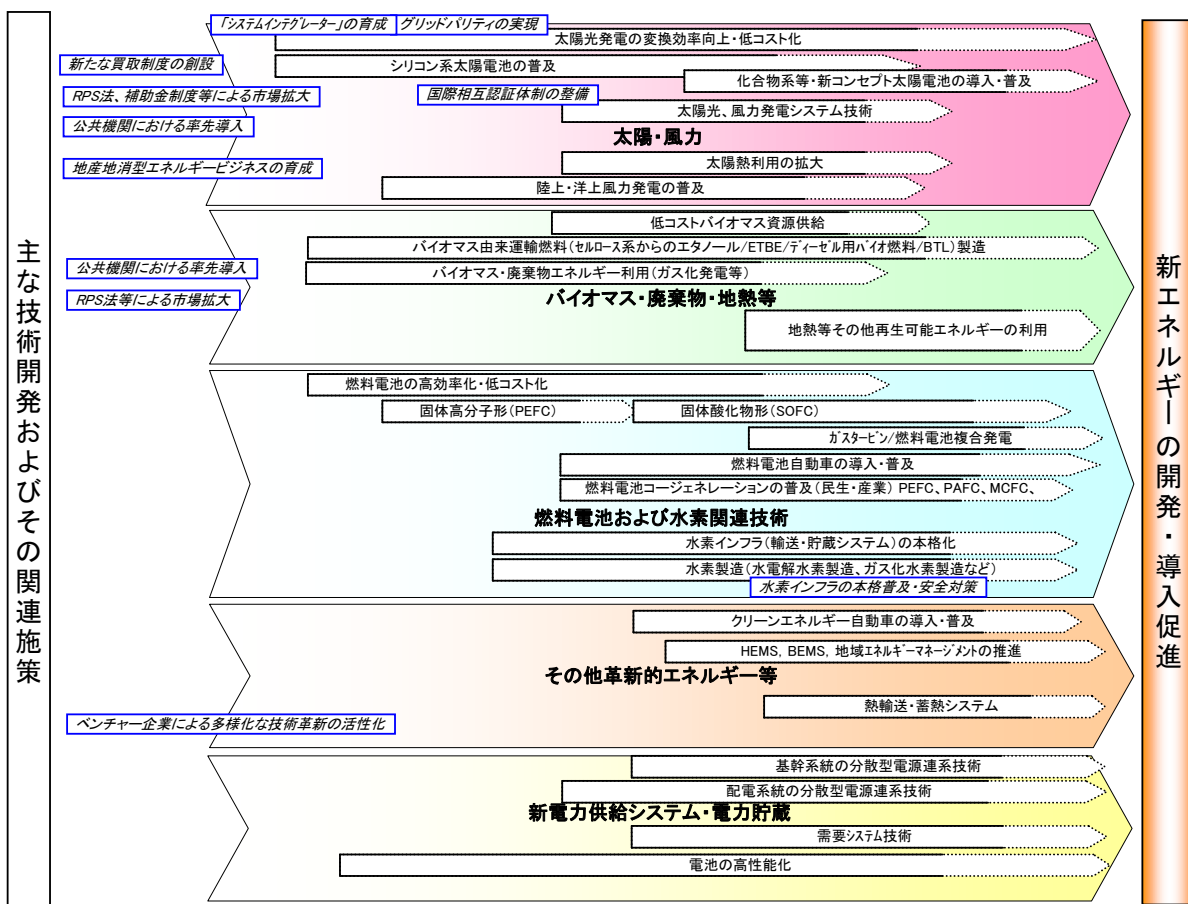 主な技術開発およびその関連施策
「システムインテグレーター」の育成
グリッドパリティの実現
太陽光発電の変換効率向上・低コスト化
新たな買取制度の創設
シリコン系太陽電池の普及
化合物系等・新コンセプト太陽電池の導入・普及
RPS法、補助金制度等による市場拡大
国際相互認証体制の整備
太陽光、風力発電システム技術
公共機関における率先導入
太陽・風力
地産地消型エネルギービジネスの育成
太陽熱利用の拡大
陸上・洋上風力発電の普及
低コストバイオマス資源供給
バイオマス由来運輸燃料(セルロース系からのエタノール/ETBE/ディーゼル用バイオ燃料/BTL)製造
公共機関における率先導入
バイオマス・廃棄物エネルギー利用(ガス化発電等)
RPS法等による市場拡大
バイオマス・廃棄物・地熱等
地熱等その他再生可能エネルギーの利用
燃料電池の高効率化・低コスト化
固体高分子形(PEFC)
固体酸化物形(SOFC)
ガスタービン/燃料電池複合発電
燃料電池自動車の導入・普及
燃料電池コージェネレーションの普及(民生・産業) PEFC、PAFC、MCFC、
燃料電池および水素関連技術
水素インフラ(輸送・貯蔵システム)の本格化
水素製造(水電解水素製造、ガス化水素製造など)
水素インフラの本格普及・安全対策
クリーンエネルギー自動車の導入・普及
HEMS, BEMS, 地域エネルギーマネージメントの推進
その他革新的エネルギー等
熱輸送・蓄熱システム
ベンチャー企業による多様化な技術革新の活性化
基幹系統の分散型電源連系技術
配電系統の分散型電源連系技術
新電力供給システム・電力貯蔵
需要システム技術
電池の高性能化
新エネルギーの開発・導入促進